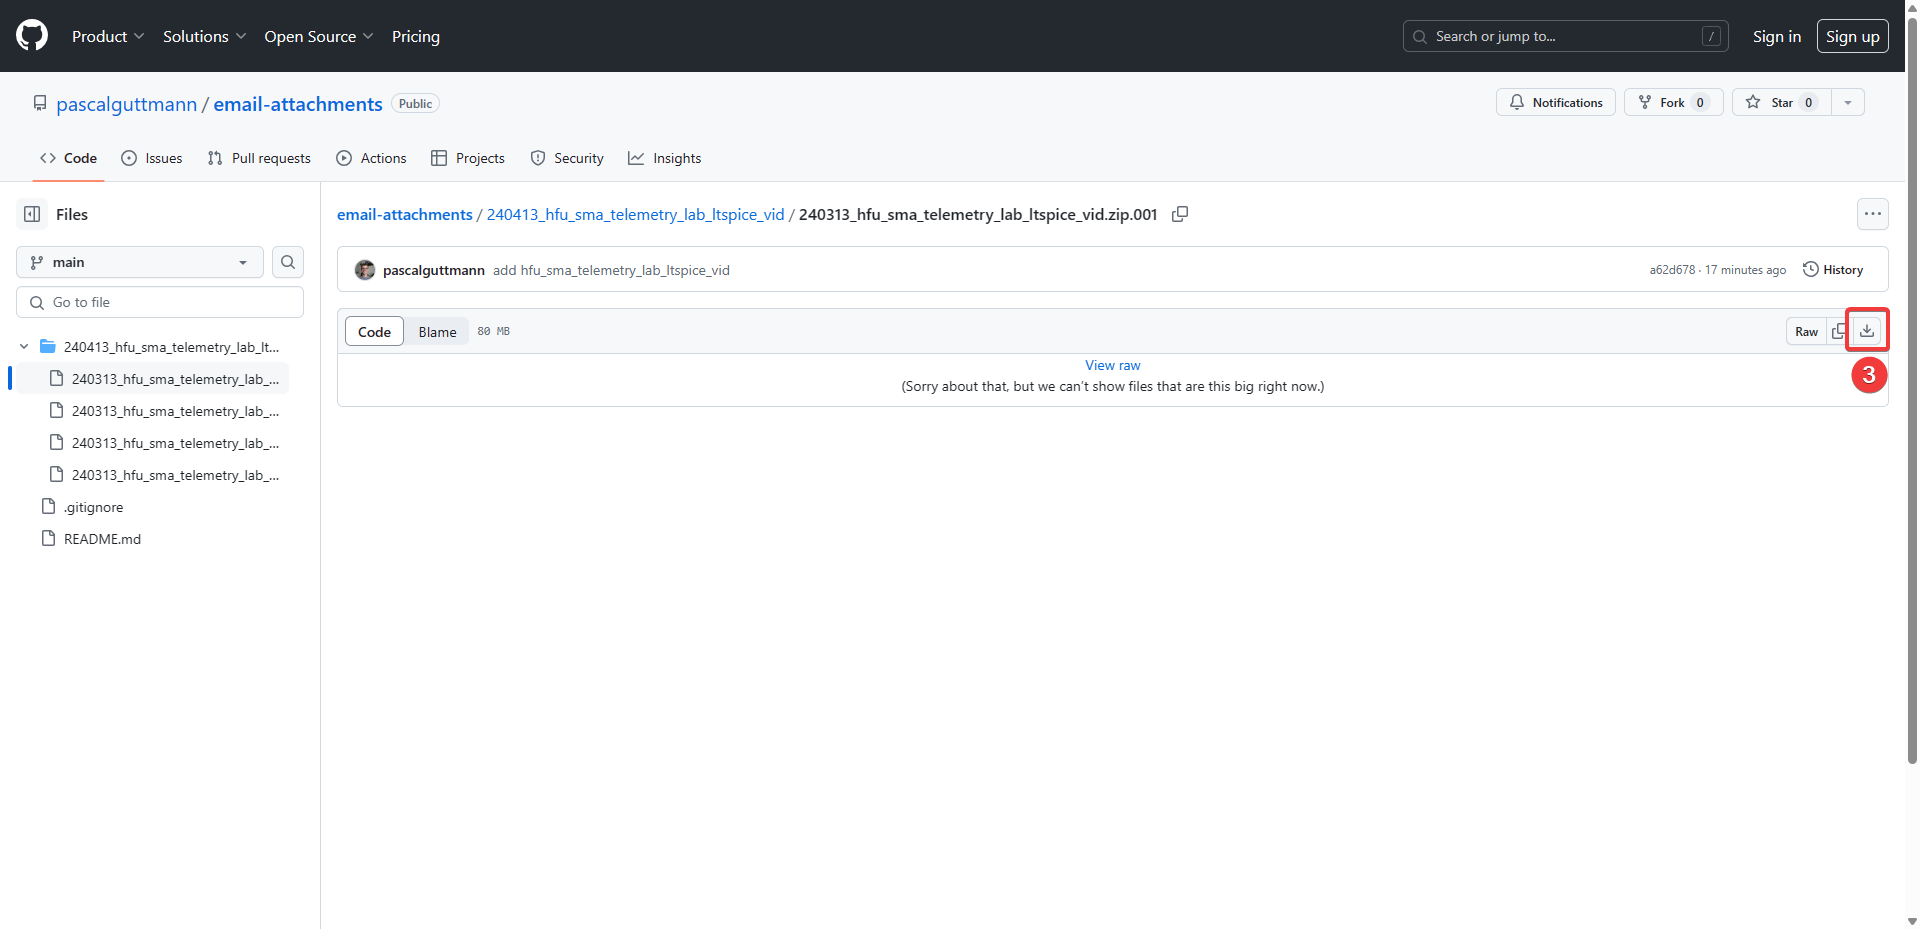 Product Solutions Open Source Pricing Search or jump to... / Sign in Sign up
pascalguttmann / email-attachments Public Notifications Fork 0 Star 0
Code Issues Pull requests Actions Projects Security Insights
Files
main
Go to file
240413_hfu_sma_telemetry_lab_lt...
240313_hfu_sma_telemetry_lab_...
240313_hfu_sma_telemetry_lab_...
240313_hfu_sma_telemetry_lab_...
240313_hfu_sma_telemetry_lab_...
.gitignore
README.md
email-attachments / 240413_hfu_sma_telemetry_lab_ltspice_vid / 240313_hfu_sma_telemetry_lab_ltspice_vid.zip.001
pascalguttmann add hfu_sma_telemetry_lab_ltspice_vid a62d678 · 17 minutes ago History
Code Blame 80 MB Raw
View raw
(Sorry about that, but we can't show files that are this big right now.)
3